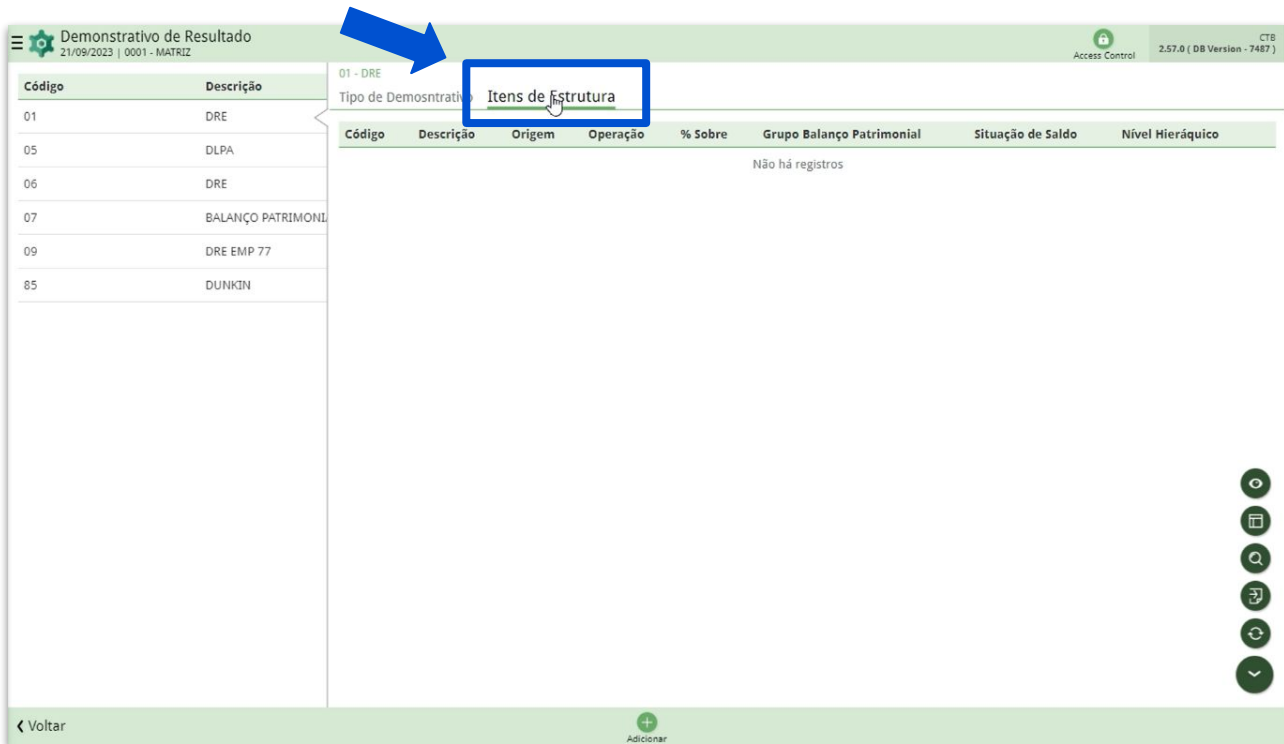 Demonstrativo de Resultado
21/09/2023 | 0001 - MATRIZ
Access Control
CTB
2.57.0 ( DB Version - 7487 )
Código Descrição
01 DRE
05 DLPA
06 DRE
07 BALANÇO PATRIMONI
09 DRE EMP 77
85 DUNKIN
01 - DRE
Tipo de Demosntrativo Itens de Estrutura
Código Descrição Origem Operação % Sobre Grupo Balanço Patrimonial Situação de Saldo Nível Hieráquico
Não há registros
Voltar
Adicionar